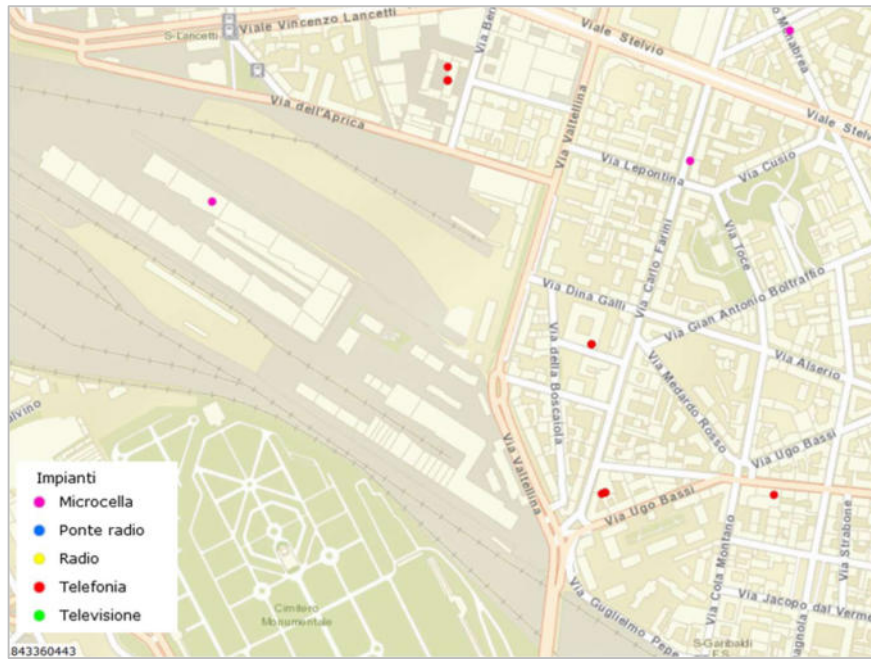 S-Lancetti
Viale Vincenzo Lancetti
Viale Stelvio
Via dell'Aprica
Via Valtellina
Via Lepontina
Via Cusio
Viale Stelv
Via Carlo Farini
Via Toce
Via Dina Galli
Via Gian Antonio Boltraffio
Via della Boscaiola
Via Medardo Rosso
Via Alserio
Via Valtellina
Via Ugo Bassi
Via Ugo Bassi
Via Cola Montano
Via Strabone
Via Guglielmo Pepe
Via Jacopo dal Verme
S-Garibaldi
F.S.
Cimitero
Monumentale
Impianti
Microcella
Ponte radio
Radio
Telefonia
Televisione
843360443